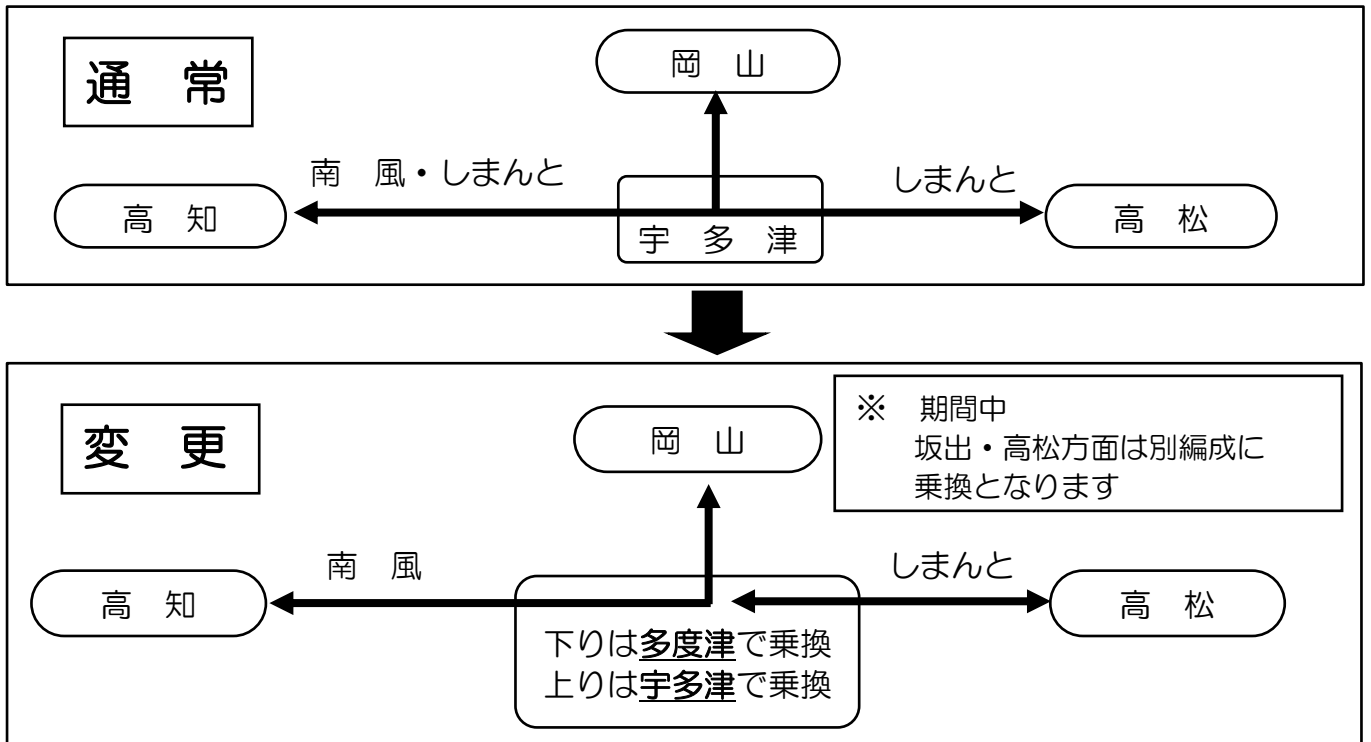 通　常
岡　山
南　風・しまんと
しまんと
高　知
宇　多　津
高　松
変　更
※　期間中
坂出・高松方面は別編成に
乗換となります
岡　山
南　風
しまんと
高　知
高　松
下りは多度津で乗換
上りは宇多津で乗換